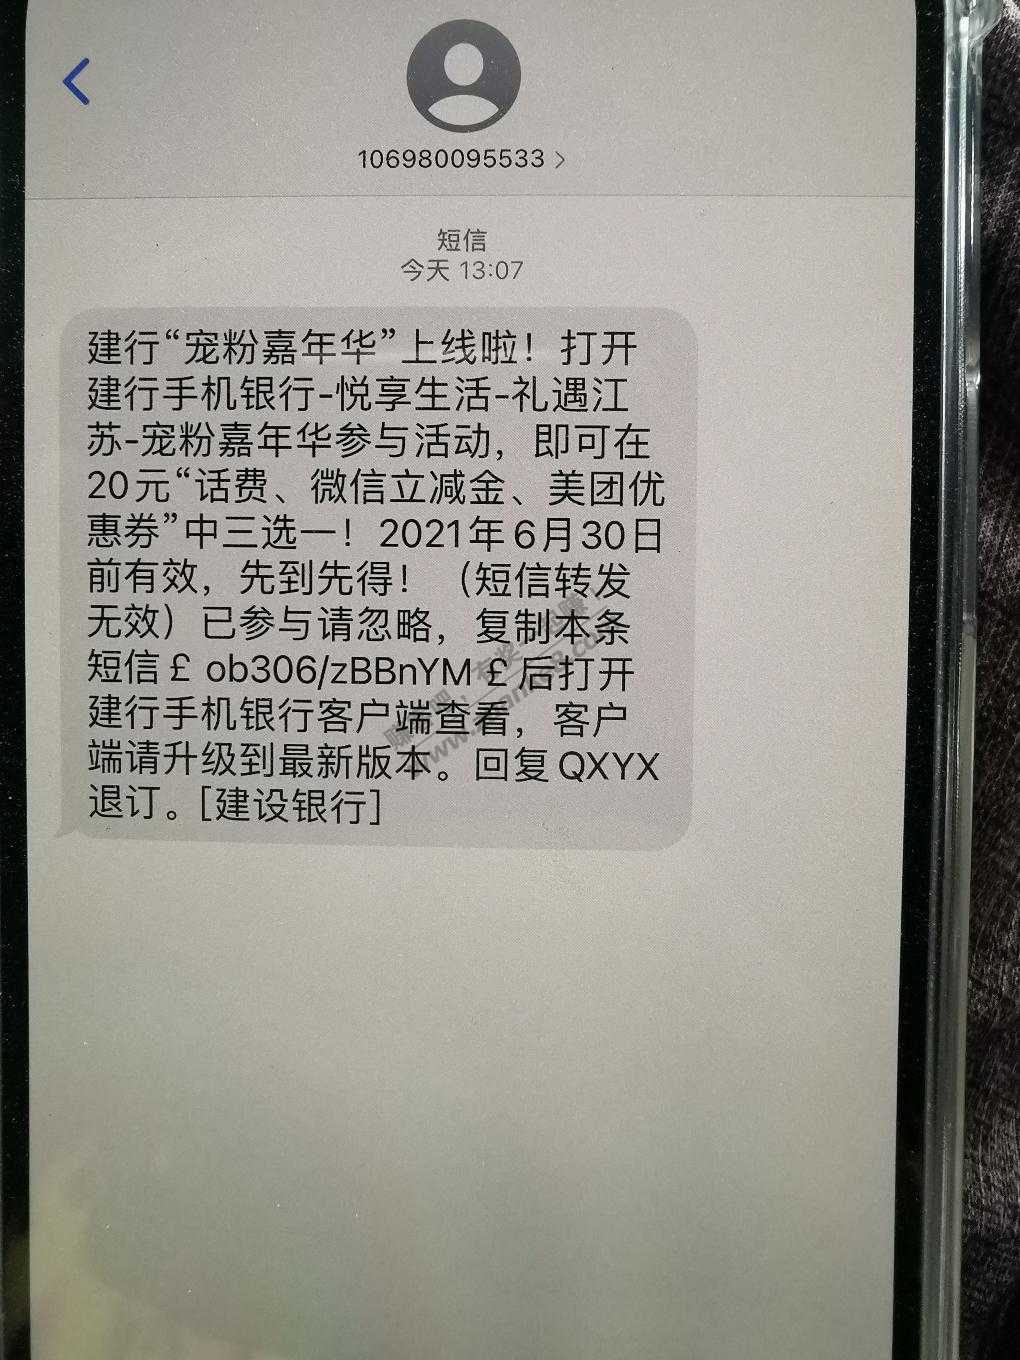 106980095533
短信
今天 13:07
建行“宠粉嘉年华”上线啦！打开
建行手机银行-悦享生活-礼遇江
苏-宠粉嘉年华参与活动，即可在
20元“话费、微信立减金、美团优
惠券”中三选一！2021年6月30日
前有效，先到先得！（短信转发
无效）已参与请忽略，复制本条
短信￡ob306/zBBnYM￡后打开
建行手机银行客户端查看，客户
端请升级到最新版本。回复QXYX
退订。[建设银行]